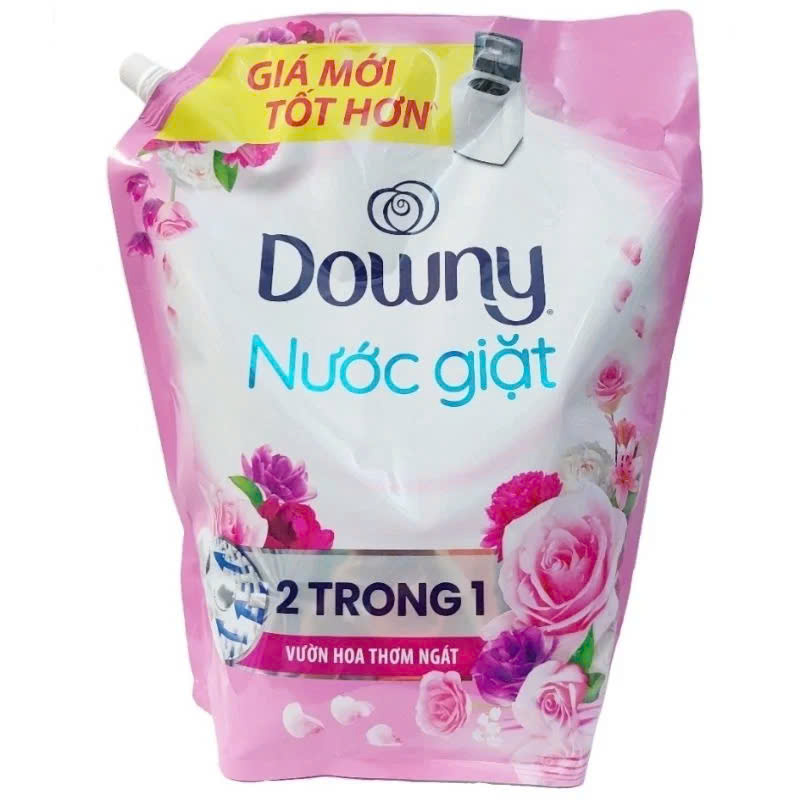 GIÁ MỚI
TỐT HƠN
Downy
Nước giặt
2 TRONG 1
VƯỜN HOA THƠM NGÁT